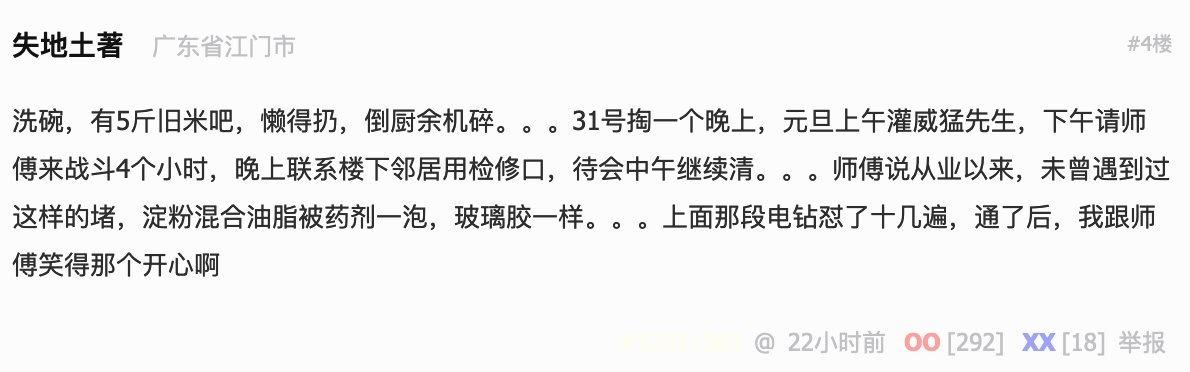 失地土著 广东省江门市 #4楼
洗碗，有5斤旧米吧，懒得扔，倒厨余机碎。。。31号掏一个晚上，元旦上午灌威猛先生，下午请师
傅来战斗4个小时，晚上联系楼下邻居用检修口，待会中午继续清。。。师傅说从业以来，未曾遇到过
这样的堵，淀粉混合油脂被药剂一泡，玻璃胶一样。。。上面那段电钻怼了十几遍，通了后，我跟师
傅笑得那个开心啊
@ 22小时前 OO [292] XX [18] 举报